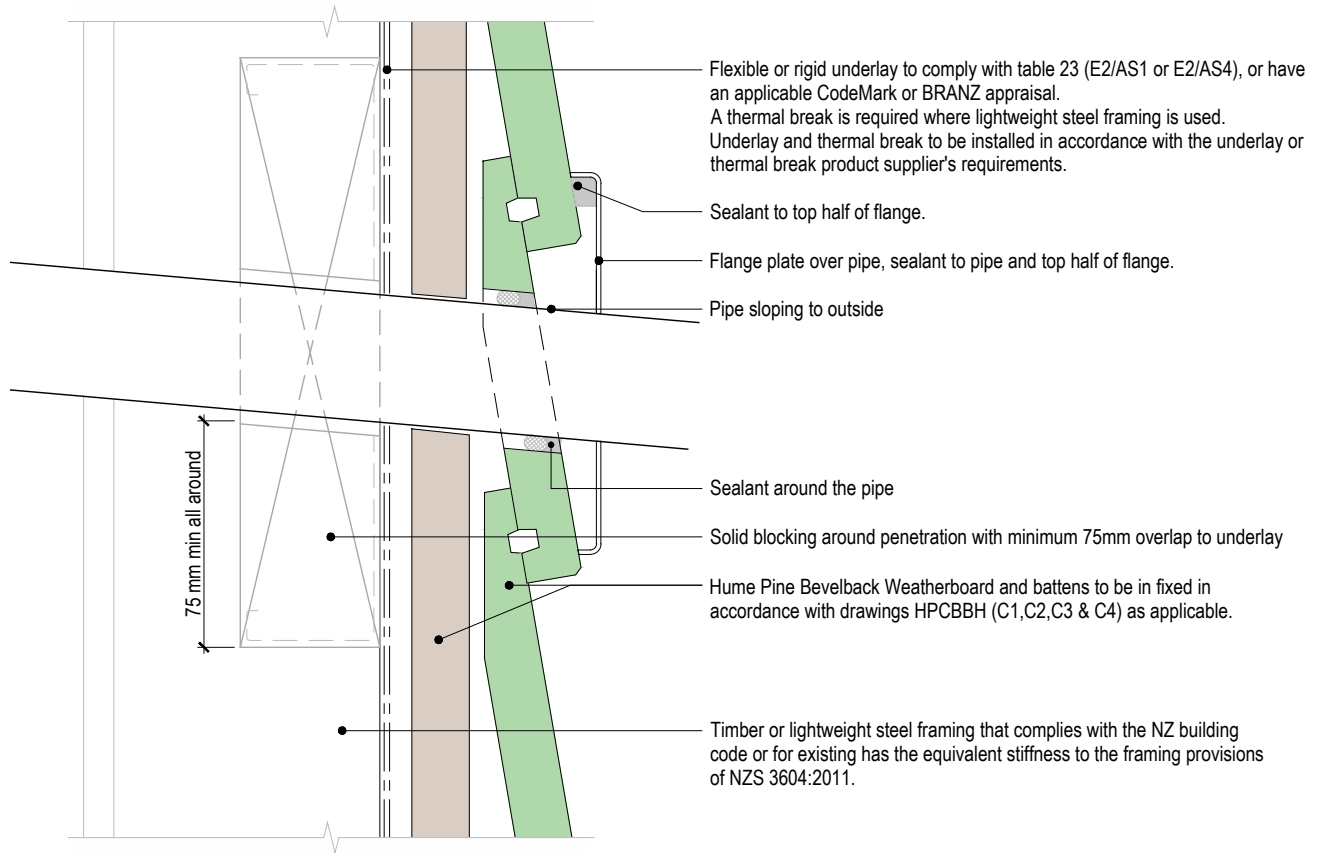 Flexible or rigid underlay to comply with table 23 (E2/AS1 or E2/AS4), or have
an applicable CodeMark or BRANZ appraisal.
A thermal break is required where lightweight steel framing is used.
Underlay and thermal break to be installed in accordance with the underlay or
thermal break product supplier's requirements.
Sealant to top half of flange.
Flange plate over pipe, sealant to pipe and top half of flange.
Pipe sloping to outside
75 mm min all around
Sealant around the pipe
Solid blocking around penetration with minimum 75mm overlap to underlay
Hume Pine Bevelback Weatherboard and battens to be in fixed in
accordance with drawings HPCBBH (C1,C2,C3 & C4) as applicable.
Timber or lightweight steel framing that complies with the NZ building
code or for existing has the equivalent stiffness to the framing provisions
of NZS 3604:2011.